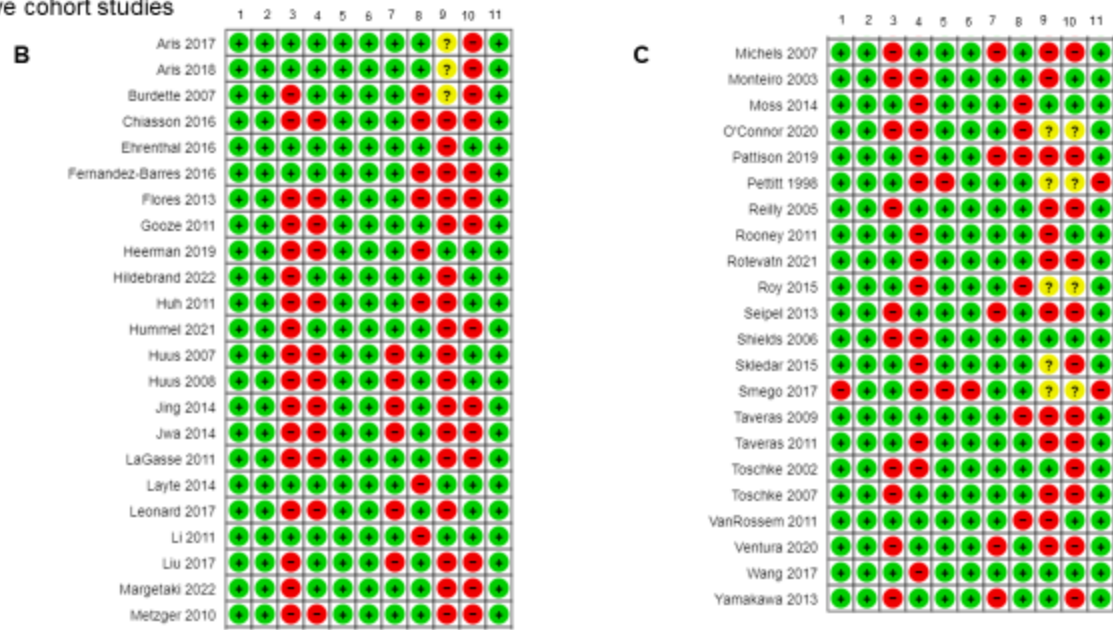 ve cohort studies
B
1 2 3 4 5 6 7 8 9 10 11
Aris 2017 + + + + + + + + ? - +
Aris 2018 + + + + + + + + ? - +
Burdette 2007 + + - + + + + - ? - +
Chiasson 2016 + + - - + + + - - - +
Ehrenthal 2016 + + + + + + + + - + +
Fernandez-Barres 2016 + + + + + + + - - - +
Flores 2013 + + - - + + + - - - +
Gooze 2011 + + - - + + + + - - +
Heerman 2019 + + - - + + + - + + +
Hildebrand 2022 + + - + + + + + - + +
Huh 2011 + + - - + + + - - + +
Hummel 2021 + + - + + + + + - - +
Huus 2007 + + - - + + - + - + +
Huus 2008 + + - - + + - + - + +
Jing 2014 + + - - + + - + - - +
Jwa 2014 + + - - + + - + - - +
LaGasse 2011 + + - - + + + + - - +
Layte 2014 + + + + + + + - + + +
Leonard 2017 + + - - + + - + - + +
Li 2011 + + + + + + + - + + +
Liu 2017 + + - + + + - + - - +
Margetaki 2022 + + - + + + + + - - +
Metzger 2010 + + - - + + + + - - +
C
1 2 3 4 5 6 7 8 9 10 11
Michels 2007 + + - + + + - + - - +
Monteiro 2003 + + - - + + + + - + +
Moss 2014 + + + - + + + - + + +
O'Connor 2020 + + - - + + + - ? ? +
Pattison 2019 + + + - + + - - - - +
Pettitt 1998 + + + - - + + + ? ? -
Reilly 2005 + + - + + + + + - - +
Rooney 2011 + + + - + + + + - + +
Rotevatn 2021 + + + - + + + + - - +
Roy 2015 + + + - + + + - ? ? +
Seipel 2013 + + - + + + - + - - +
Shields 2006 + + - - + + + + + + +
Skledar 2015 + + + - + + + + ? - +
Smego 2017 - + + - - - + + ? ? -
Taveras 2009 + + + + + + + - - - +
Taveras 2011 + + + - + + + + - - +
Toschke 2002 + + - - + + + + + - +
Toschke 2007 + + - + + + + + - - +
VanRossem 2011 + + + + + + + - - + +
Ventura 2020 + + - + + + - + - - +
Wang 2017 + + + - + + + + + + +
Yamakawa 2013 + + - + + + - + + - +